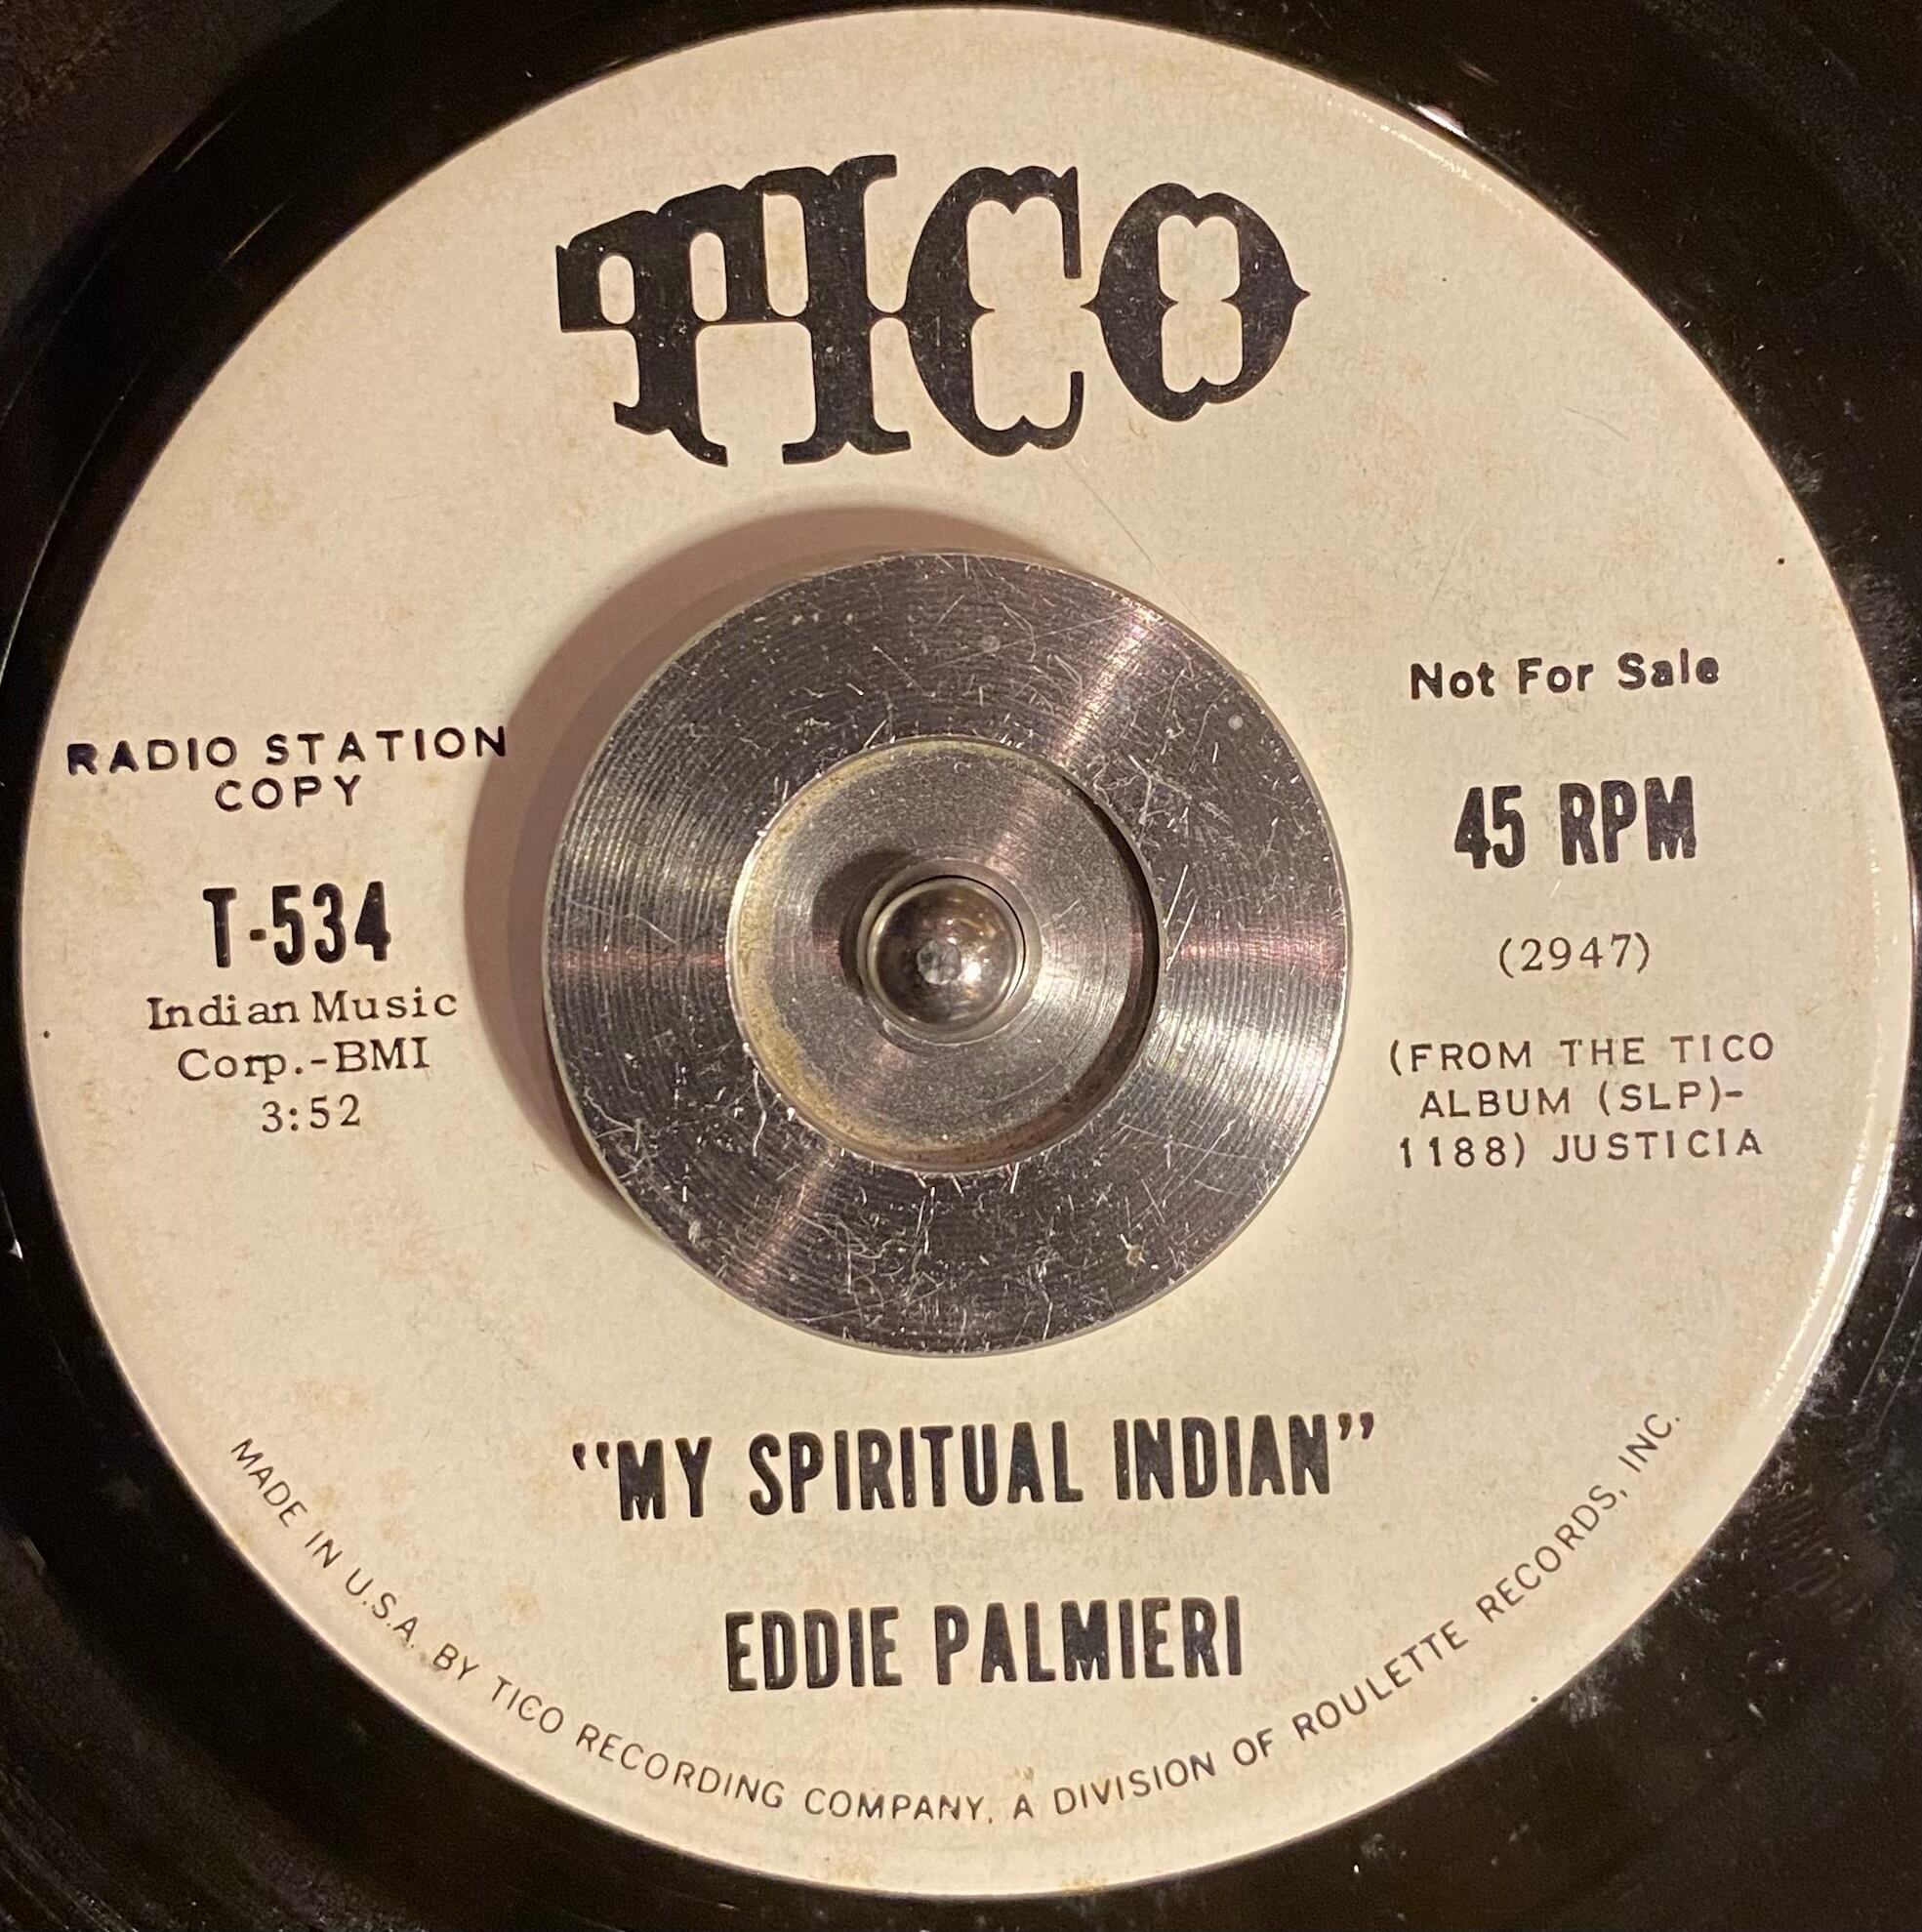 TICO
RADIO STATION
COPY
T-534
Indian Music
Corp.-BMI
3:52
Not For Sale
45 RPM
(2947)
(FROM THE TICO
ALBUM (SLP)-
1188) JUSTICIA
"MY SPIRITUAL INDIAN"
EDDIE PALMIERI
MADE IN U.S.A. BY TICO RECORDING COMPANY, A DIVISION OF ROULETTE RECORDS, INC.